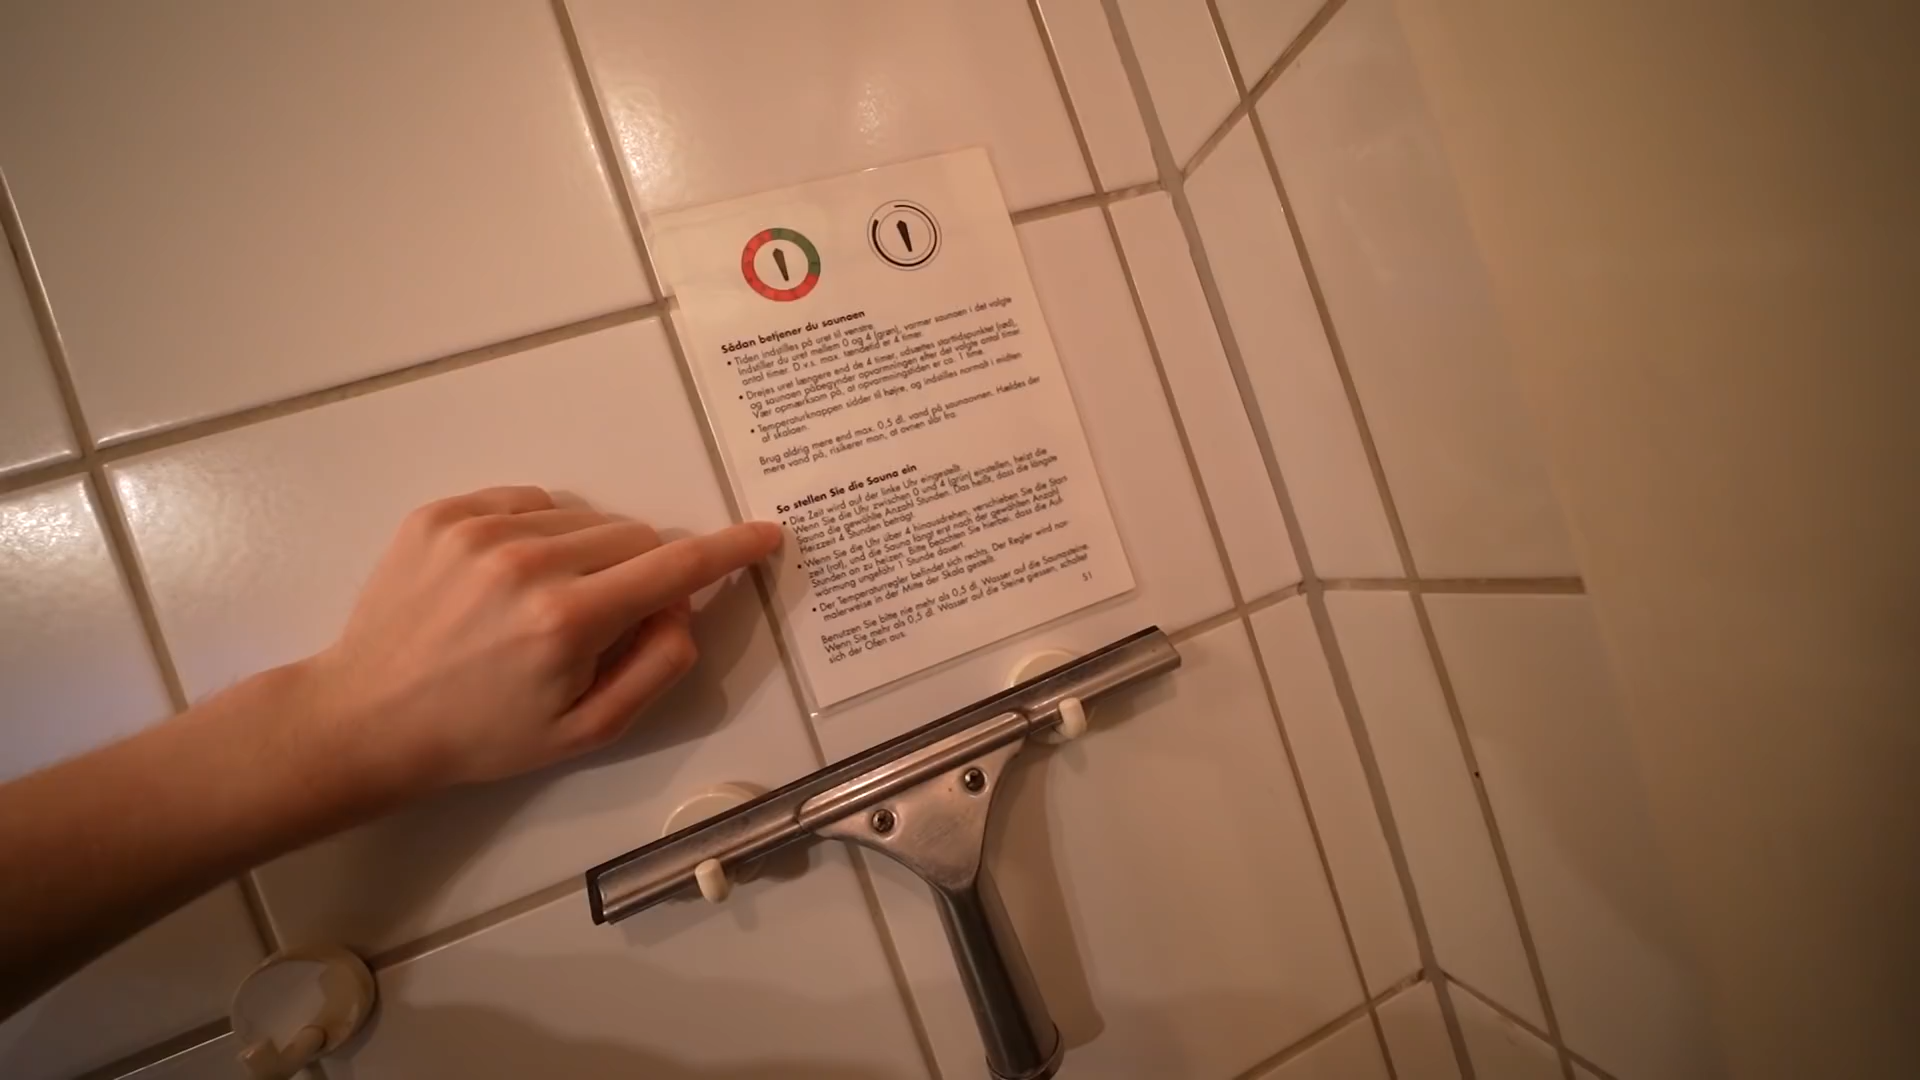 Sådan betjener du saunaen
• Tiden indstilles på uret til venstre.
Indstiller du uret mellem 0 og 4 (grøn), varmer saunaen i det valgte
antal timer. D.v.s. max. tændetid er 4 timer.
• Drejes uret længere end de 4 timer, udsættes starttidspunktet (rød),
og saunaen påbegynder opvarmningen efter det valgte antal timer.
Vær opmærksom på, at opvarmningstiden er ca. 1 time.
• Temperaturknappen sidder til højre, og indstilles normalt i midten
af skalaen.
Brug aldrig mere end max. 0,5 dl. vand på saunaovnen. Hældes der
mere vand på, risikerer man, at ovnen slår fra.
So stellen Sie die Sauna ein
• Die Zeit wird auf der linke Uhr eingestellt.
Wenn Sie die Uhr zwischen 0 und 4 (grün) einstellen, heizt die
Sauna die gewählte Anzahl Stunden. Das heißt, dass die längste
Heizzeit 4 Stunden beträgt.
• Wenn Sie die Uhr über 4 hinausdrehen, verschieben Sie die Start
zeit (rot), und die Sauna fängt erst nach der gewählten Anzahl
Stunden an zu heizen. Bitte beachten Sie hierbei, dass die Auf-
wärmung ungefähr 1 Stunde dauert.
• Der Temperaturregler befindet sich rechts. Der Regler wird nor-
malerweise in der Mitte der Skala gestellt.
Benutzen Sie bitte nie mehr als 0,5 dl. Wasser auf die Saunasteine.
Wenn Sie mehr als 0,5 dl. Wasser auf die Steine giessen, schaltet
sich der Ofen aus.
51